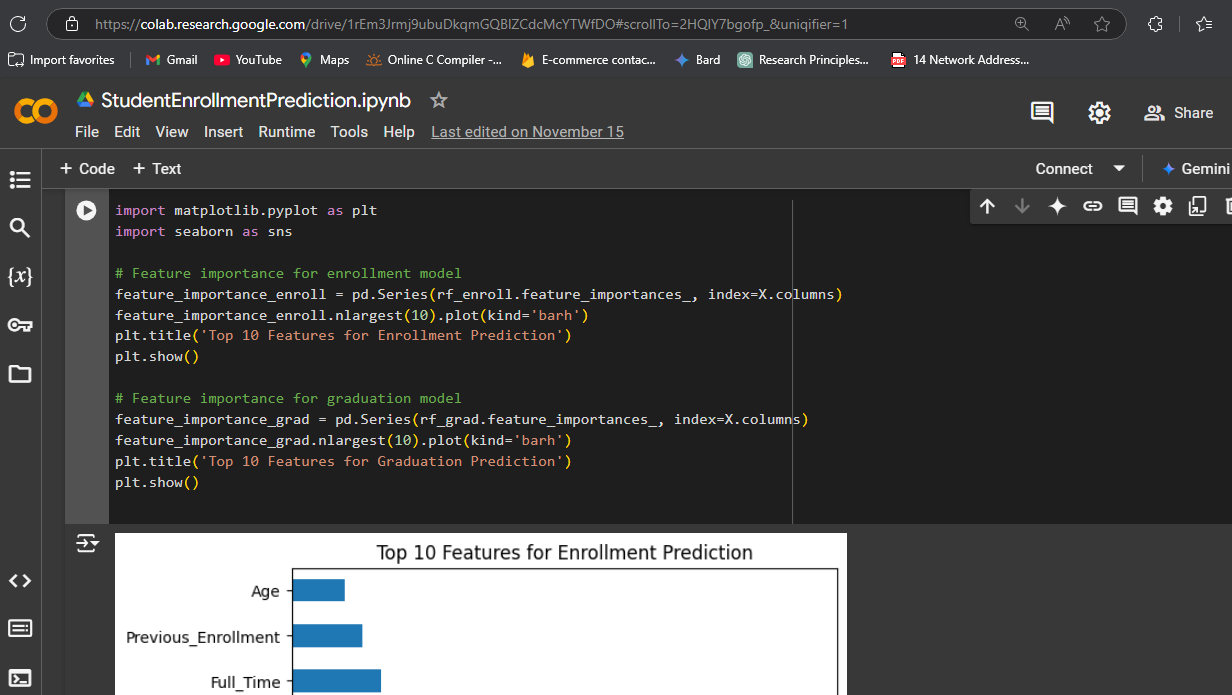 https://colab.research.google.com/drive/1rEm3Jrmj9ubuDkqmGQBIZCdcMcYTWfDO#scrollTo=2HQIY7bgofp_&uniqifier=1
Import favorites Gmail YouTube Maps Online C Compiler -... E-commerce contac... Bard Research Principles... PDF 14 Network Address...
StudentEnrollmentPrediction.ipynb
File Edit View Insert Runtime Tools Help Last edited on November 15 Share
+ Code + Text Connect Gemini
import matplotlib.pyplot as plt
import seaborn as sns
# Feature importance for enrollment model
feature_importance_enroll = pd.Series(rf_enroll.feature_importances_, index=X.columns)
feature_importance_enroll.nlargest(10).plot(kind='barh')
plt.title('Top 10 Features for Enrollment Prediction')
plt.show()
# Feature importance for graduation model
feature_importance_grad = pd.Series(rf_grad.feature_importances_, index=X.columns)
feature_importance_grad.nlargest(10).plot(kind='barh')
plt.title('Top 10 Features for Graduation Prediction')
plt.show()
Top 10 Features for Enrollment Prediction
Age
Previous_Enrollment
Full_Time